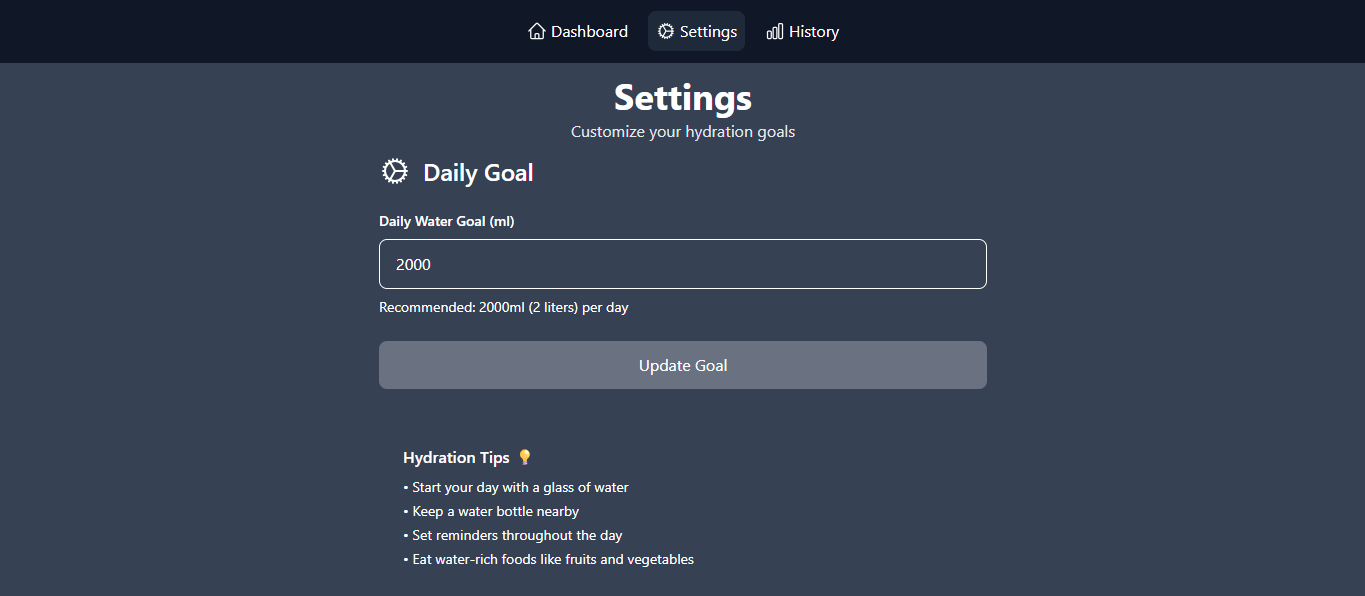 Dashboard Settings History
Settings
Customize your hydration goals
Daily Goal
Daily Water Goal (ml)
2000
Recommended: 2000ml (2 liters) per day
Update Goal
Hydration Tips 💡
• Start your day with a glass of water
• Keep a water bottle nearby
• Set reminders throughout the day
• Eat water-rich foods like fruits and vegetables